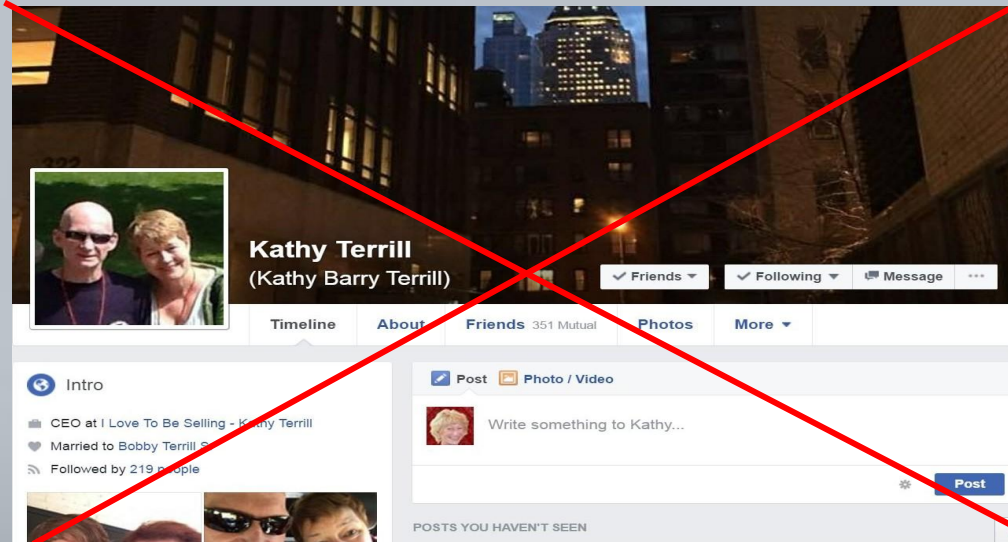 322
Kathy Terrill
(Kathy Barry Terrill)
Friends
Following
Message
Timeline
About
Friends 351 Mutual
Photos
More
Intro
CEO at I Love To Be Selling - Kathy Terrill
Married to Bobby Terrill
Followed by 219 people
Post
Photo / Video
Write something to Kathy...
Post
POSTS YOU HAVEN'T SEEN